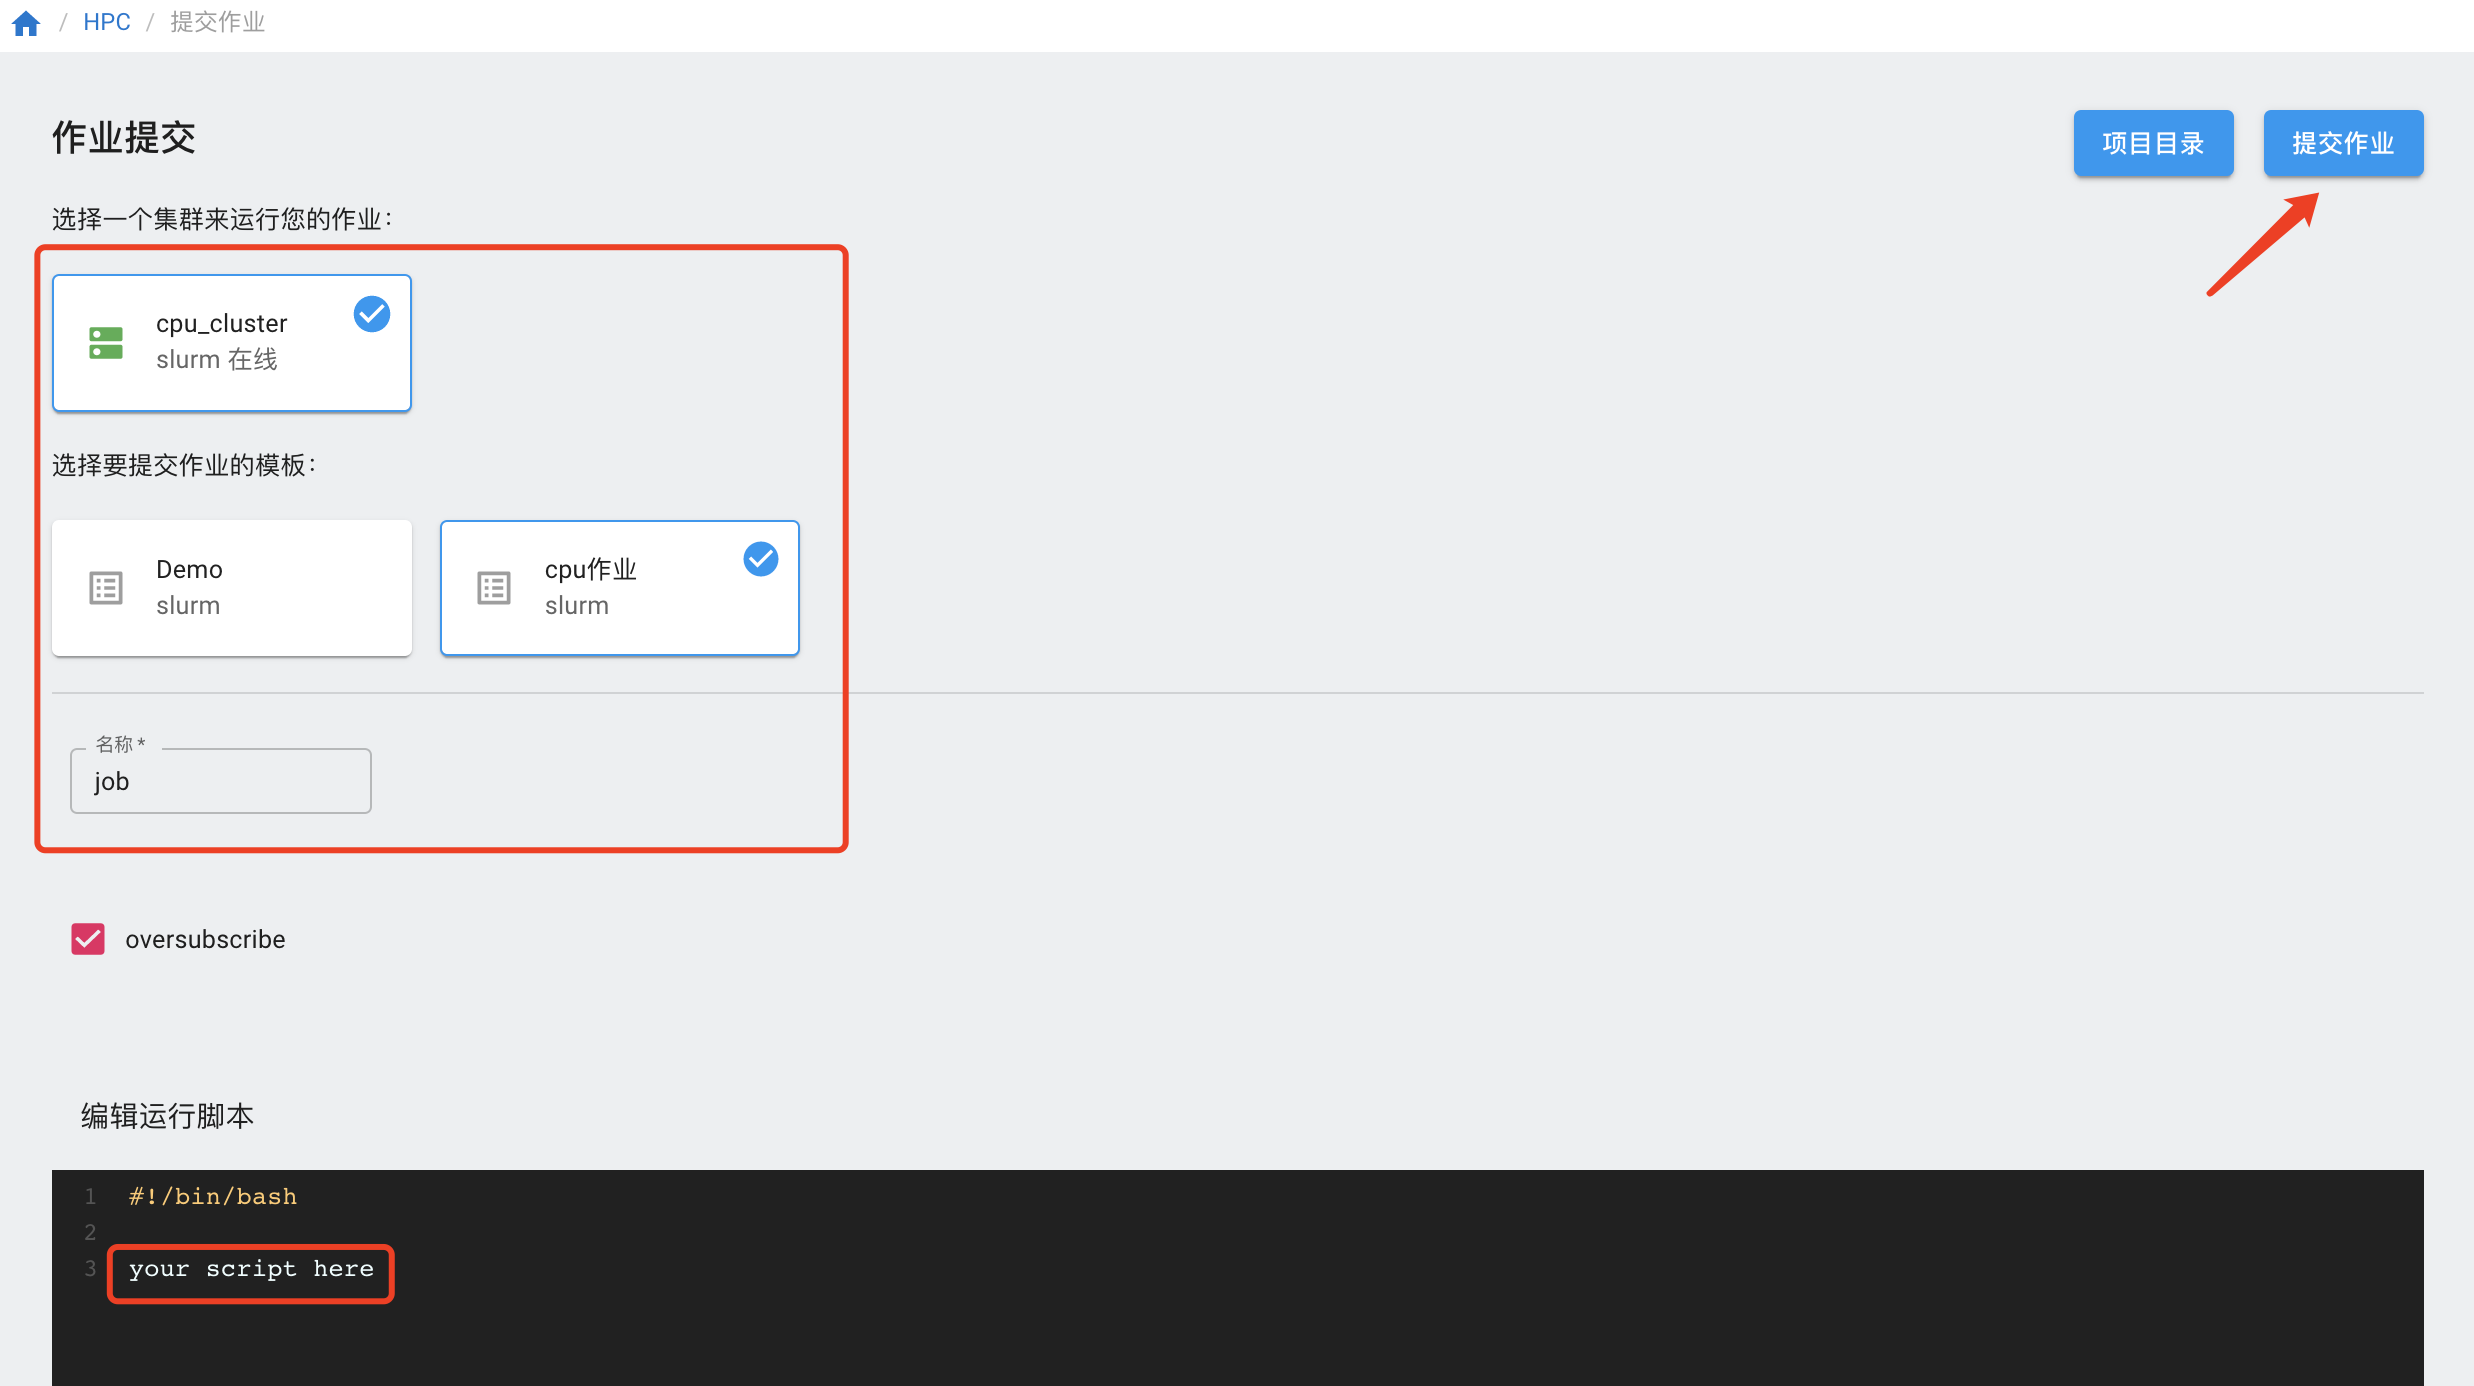 / HPC / 提交作业
作业提交
项目目录
提交作业
选择一个集群来运行您的作业：
cpu_cluster
slurm 在线
选择要提交作业的模板：
Demo
slurm
cpu作业
slurm
名称 *
job
oversubscribe
编辑运行脚本
1 #!/bin/bash
2
3 your script here